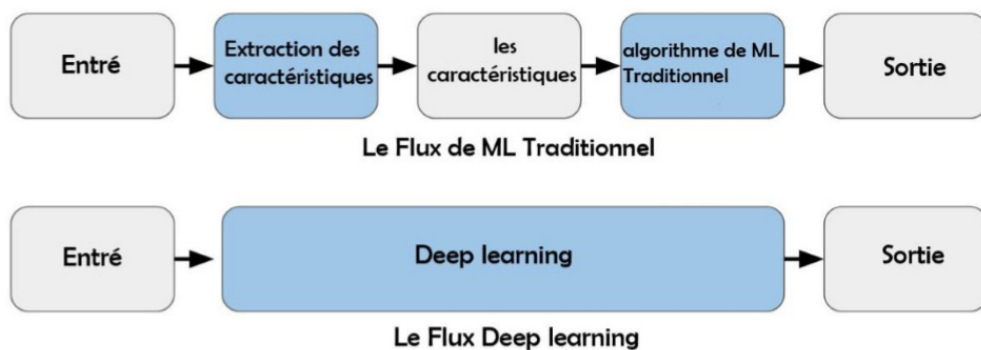 Entré
Extraction des
caractéristiques
les
caractéristiques
algorithme de ML
Traditionnel
Sortie
Le Flux de ML Traditionnel
Entré
Deep learning
Sortie
Le Flux Deep learning